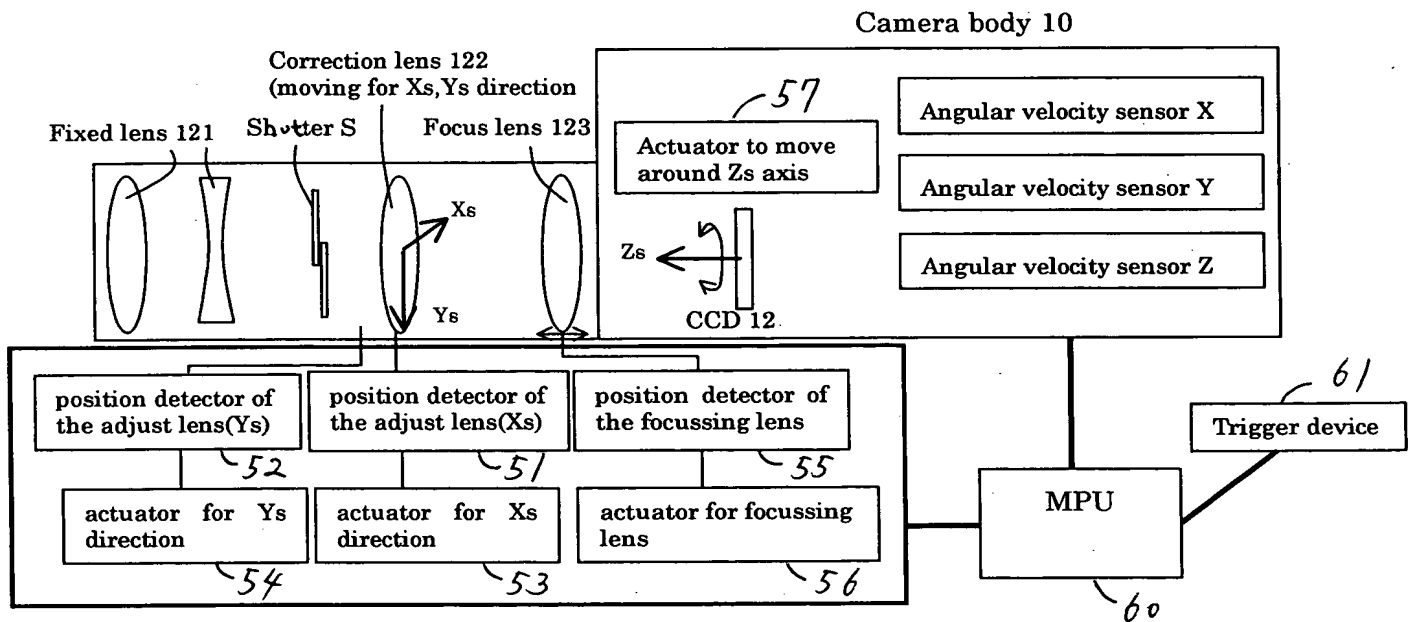 Camera body 10
Correction lens 122
(moving for Xs,Ys direction
Fixed lens 121
Shutter S
Focus lens 123
57
Actuator to move
around Zs axis
Angular velocity sensor X
Angular velocity sensor Y
Angular velocity sensor Z
Xs
Ys
Zs
CCD 12
position detector of
the adjust lens(Ys)
52
position detector of
the adjust lens(Xs)
51
position detector of
the focussing lens
55
actuator for Ys
direction
54
actuator for Xs
direction
53
actuator for focussing
lens
56
MPU
60
61
Trigger device